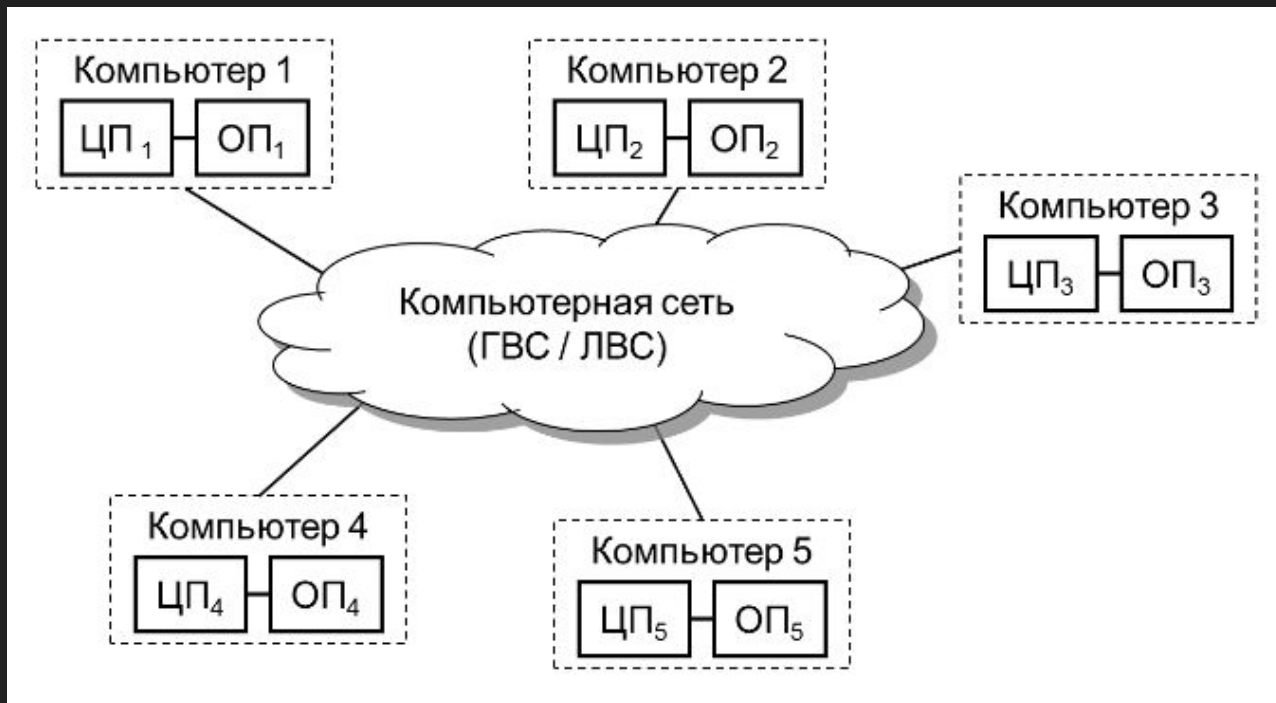 Компьютер 1
ЦП 1 ОП1
Компьютер 2
ЦП2 ОП2
Компьютер 3
ЦП3 ОП3
Компьютерная сеть
(ГВС / ЛВС)
Компьютер 4
ЦП4 ОП4
Компьютер 5
ЦП5 ОП5